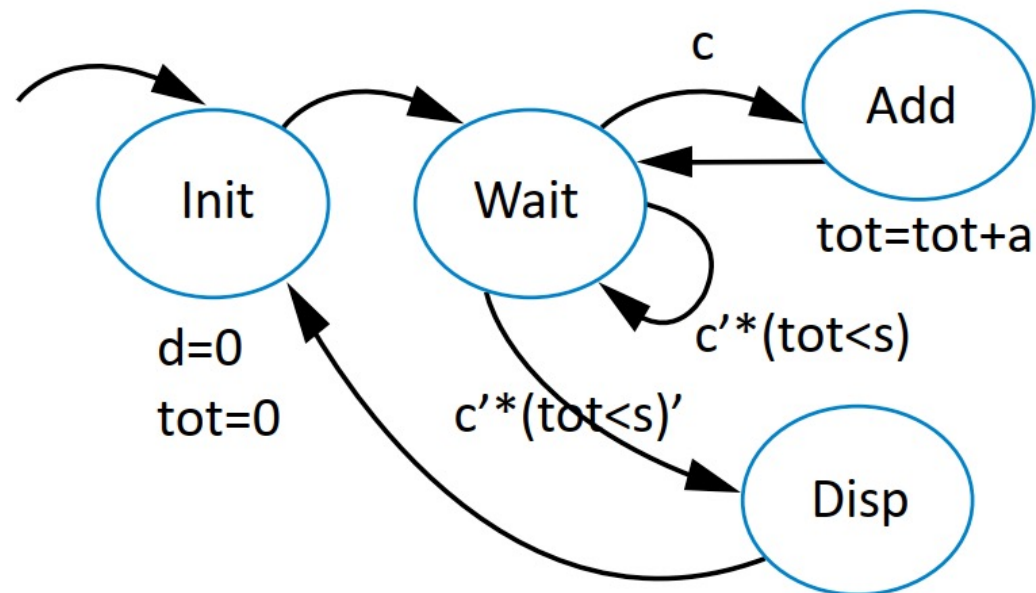 c
Add
Init
Wait
tot=tot+a
d=0
tot=0
c’*(tot<s)
c’*(tot<s)’
Disp